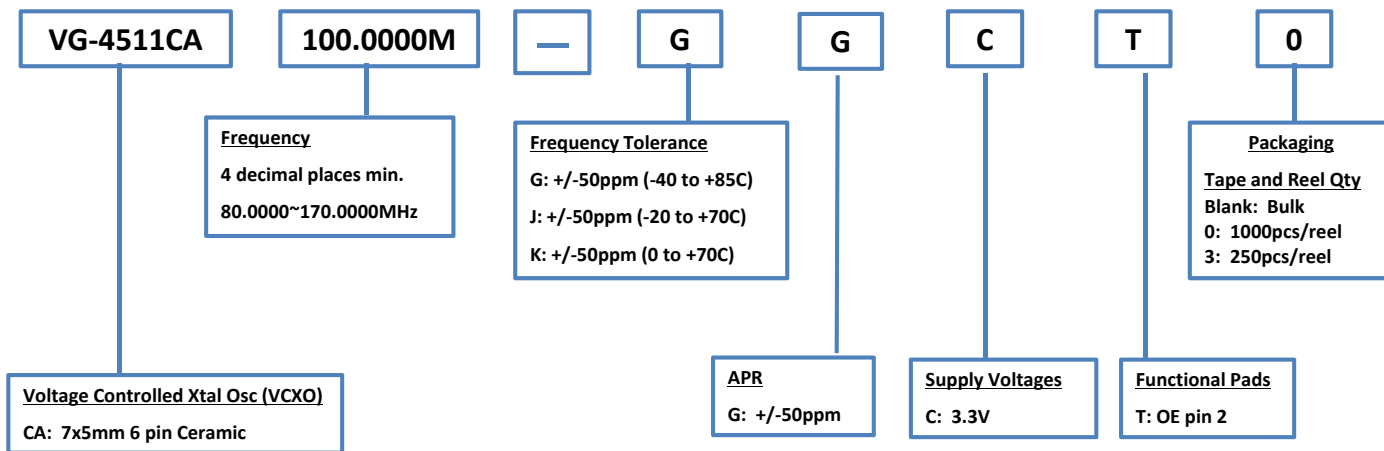 VG-4511CA 100.0000M — G G C T 0
Frequency
4 decimal places min.
80.0000~170.0000MHz
Frequency Tolerance
G: +/-50ppm (-40 to +85C)
J: +/-50ppm (-20 to +70C)
K: +/-50ppm (0 to +70C)
Packaging
Tape and Reel Qty
Blank: Bulk
0: 1000pcs/reel
3: 250pcs/reel
Voltage Controlled Xtal Osc (VCXO)
CA: 7x5mm 6 pin Ceramic
APR
G: +/-50ppm
Supply Voltages
C: 3.3V
Functional Pads
T: OE pin 2